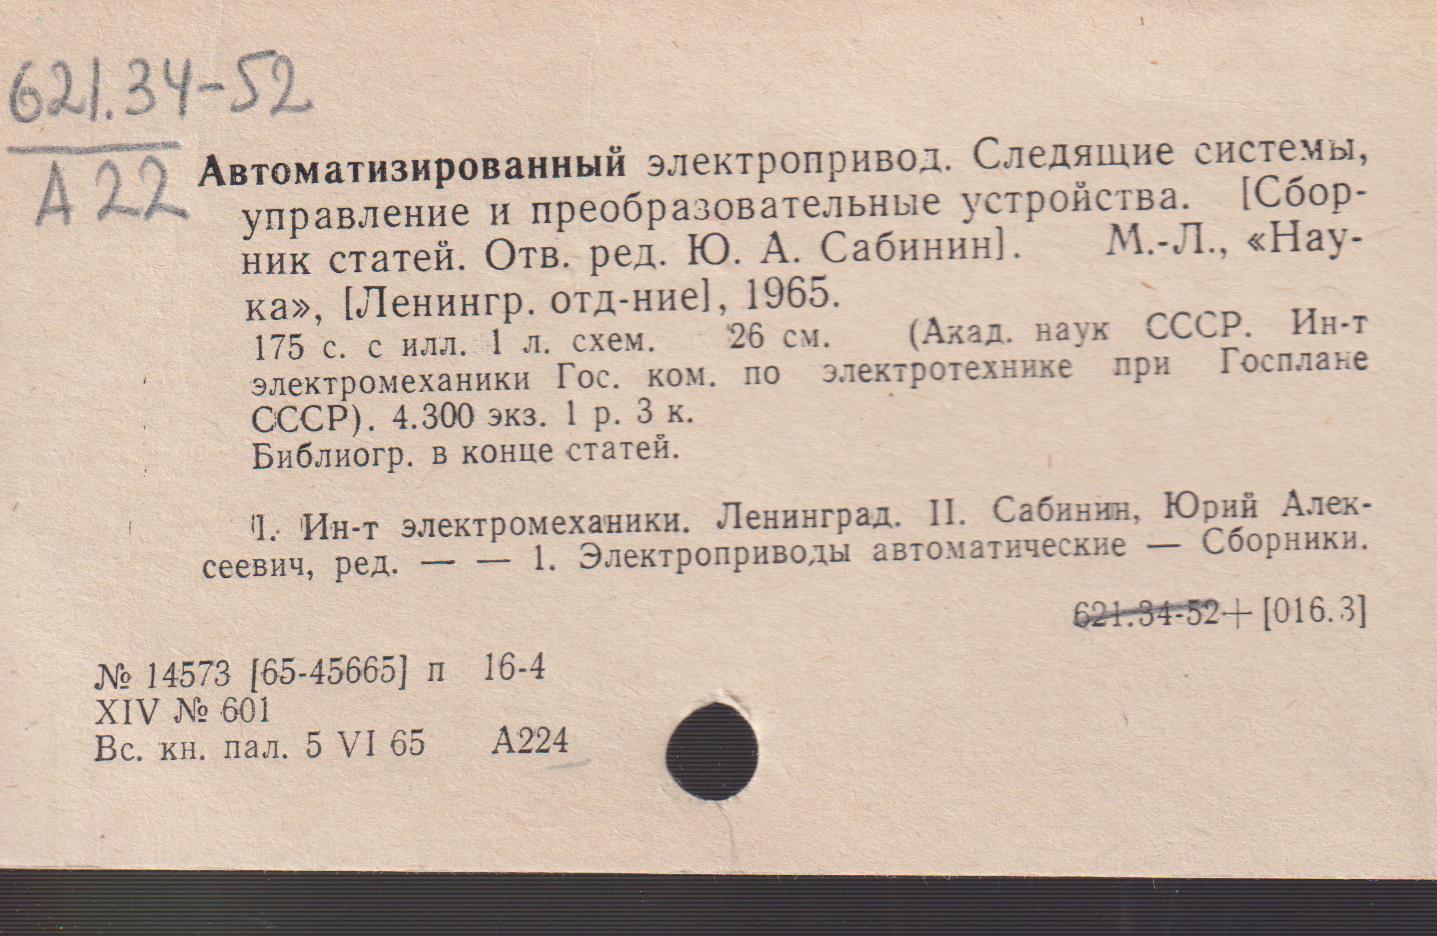 621.34-52
А 22
Автоматизированный электропривод. Следящие системы,
управление и преобразовательные устройства. [Сбор-
ник статей. Отв. ред. Ю. А. Сабинин]. М.-Л., «Нау-
ка», [Ленингр. отд-ние], 1965.
175 с. с илл. 1 л. схем. 26 см. (Акад. наук СССР. Ин-т
электромеханики Гос. ком. по электротехнике при Госплане
СССР). 4.300 экз. 1 р. 3 к.
Библиогр. в конце статей.
I. Ин-т электромеханики. Ленинград. II. Сабинин, Юрий Алек-
сеевич, ред. — — 1. Электроприводы автоматические — Сборники.
621.34-52+[016.3]
№ 14573 [65-45665] п 16-4
XIV № 601
Вс. кн. пал. 5 VI 65 А224